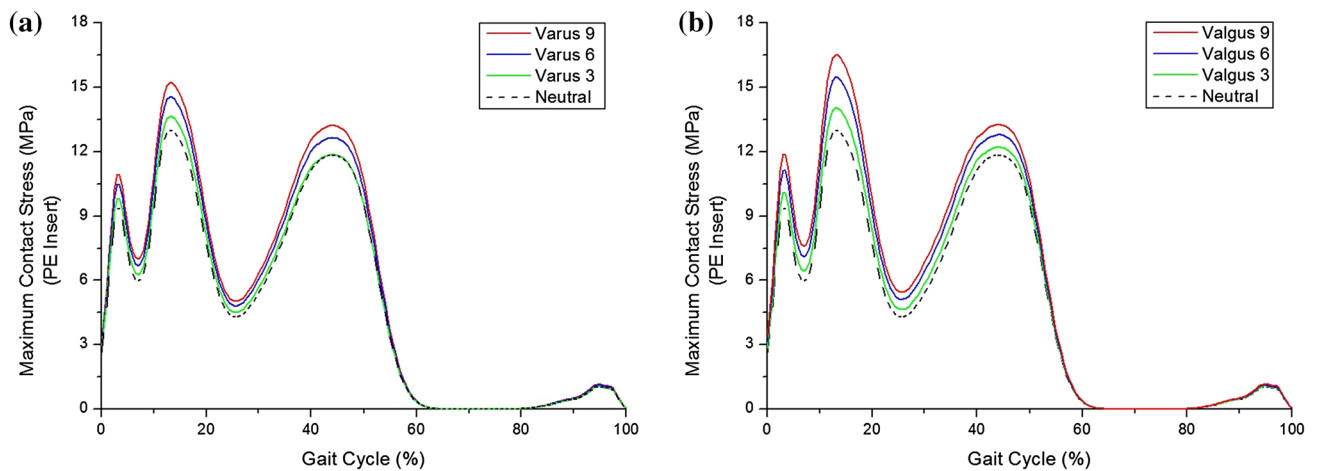 (a)
Maximum Contact Stress (MPa)
(PE Insert)
18
15
12
9
6
3
0
Varus 9
Varus 6
Varus 3
Neutral
0 20 40 60 80 100
Gait Cycle (%)
(b)
Maximum Contact Stress (MPa)
(PE Insert)
18
15
12
9
6
3
0
Valgus 9
Valgus 6
Valgus 3
Neutral
0 20 40 60 80 100
Gait Cycle (%)